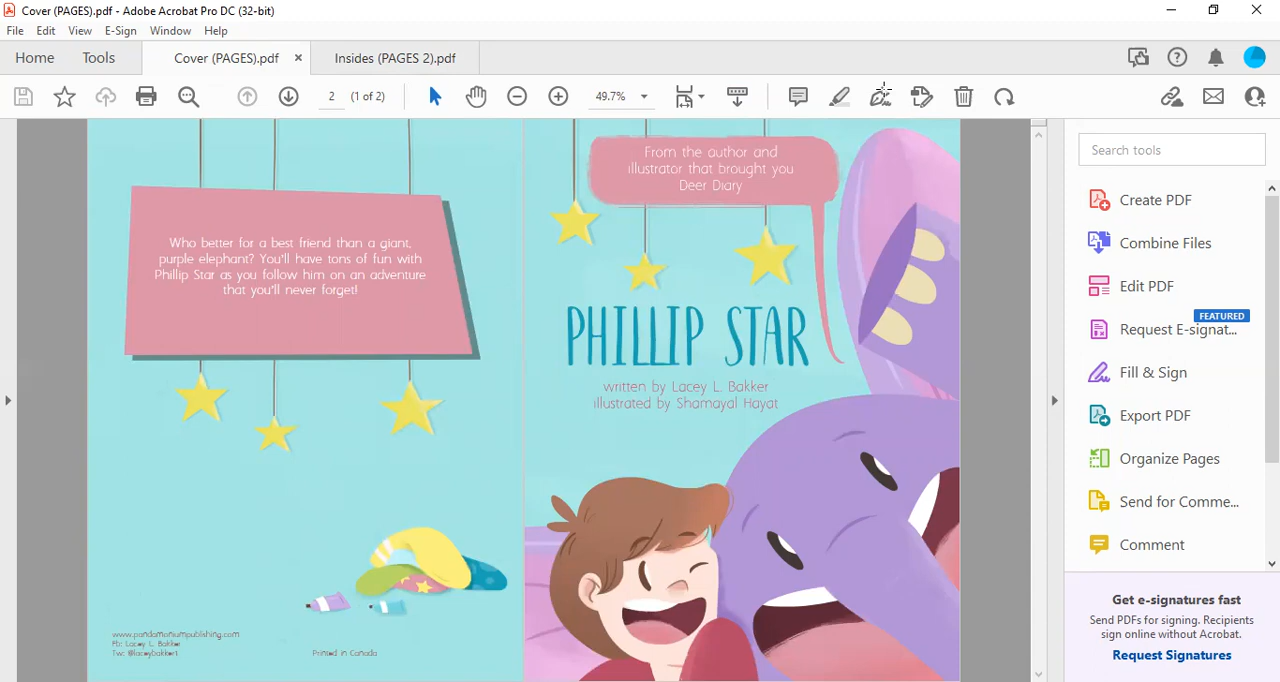 Cover (PAGES).pdf - Adobe Acrobat Pro DC (32-bit)
File Edit View E-Sign Window Help
Home Tools Cover (PAGES).pdf × Insides (PAGES 2).pdf
2 (1 of 2) 49.7%
Who better for a best friend than a giant,
purple elephant? You'll have tons of fun with
Phillip Star as you follow him on an adventure
that you'll never forget!
www.pandamoniumpublishing.com
Fb: Lacey L. Bakker
Tw: @laceybakker1
Printed in Canada
From the author and
illustrator that brought you
Deer Diary
PHILLIP STAR
written by Lacey L. Bakker
illustrated by Shamayal Hayat
Search tools
Create PDF
Combine Files
Edit PDF
FEATURED
Request E-signat...
Fill & Sign
Export PDF
Organize Pages
Send for Comme...
Comment
Get e-signatures fast
Send PDFs for signing. Recipients
sign online without Acrobat.
Request Signatures